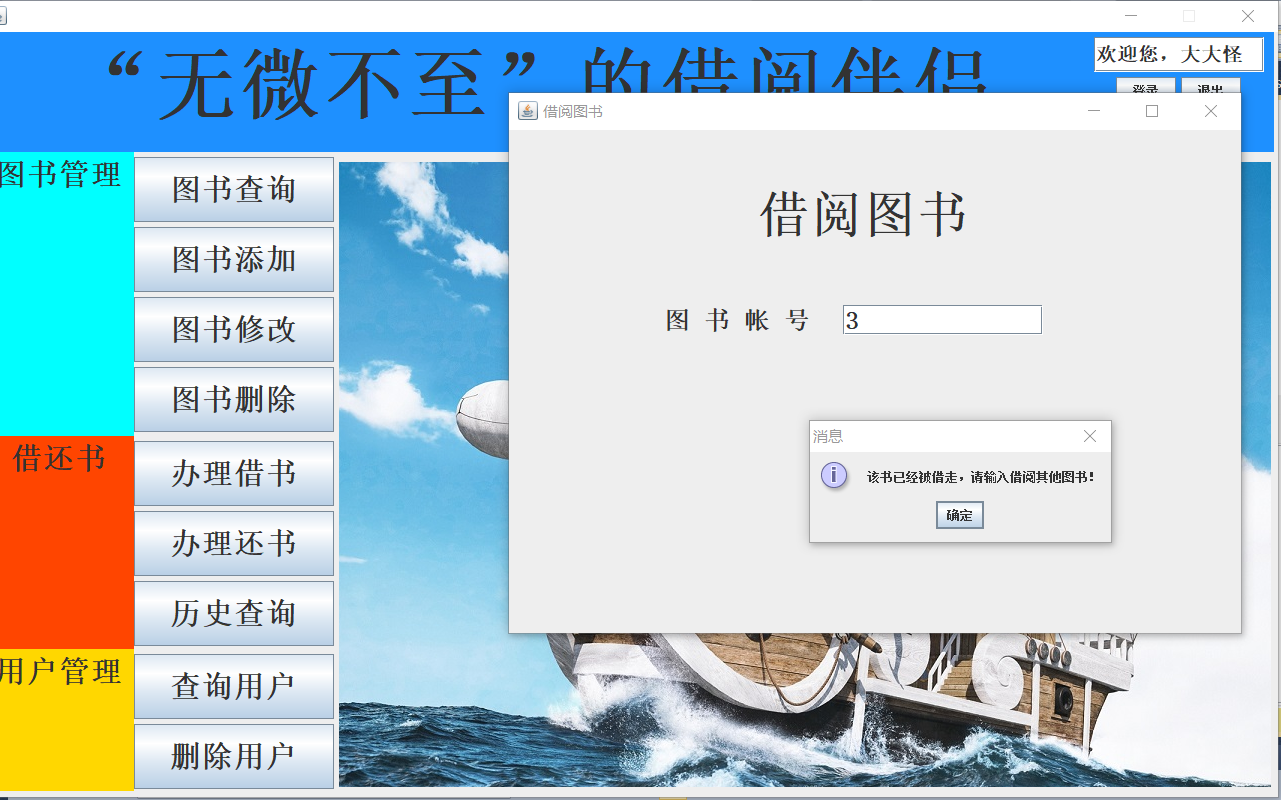 “无微不至”的借阅伴侣
欢迎您，大大怪
登录 退出
借阅图书
借阅图书
图 书 帐 号 3
消息
该书已经被借走，请输入借阅其他图书！
确定
图书管理
图书查询
图书添加
图书修改
图书删除
借还书
办理借书
办理还书
历史查询
用户管理
查询用户
删除用户